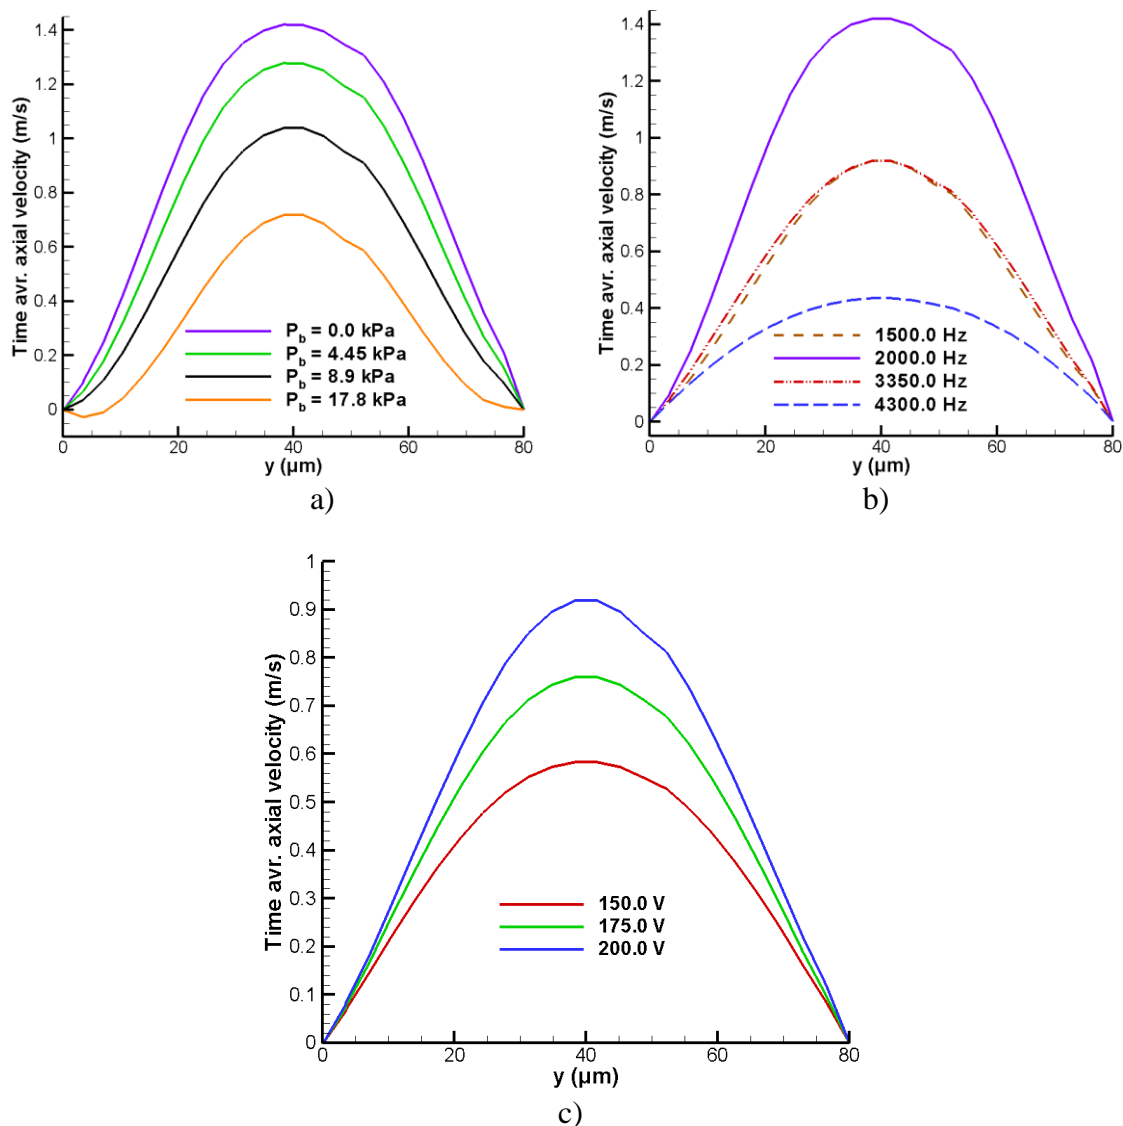 Time avr. axial velocity (m/s)
1.4
1.2
1
0.8
0.6
0.4
0.2
0
P_b = 0.0 kPa
P_b = 4.45 kPa
P_b = 8.9 kPa
P_b = 17.8 kPa
0 20 40 60 80
y (μm)
a)
Time avr. axial velocity (m/s)
1.4
1.2
1
0.8
0.6
0.4
0.2
0
1500.0 Hz
2000.0 Hz
3350.0 Hz
4300.0 Hz
0 20 40 60 80
y (μm)
b)
Time avr. axial velocity (m/s)
1
0.9
0.8
0.7
0.6
0.5
0.4
0.3
0.2
0.1
0
150.0 V
175.0 V
200.0 V
0 20 40 60 80
y (μm)
c)